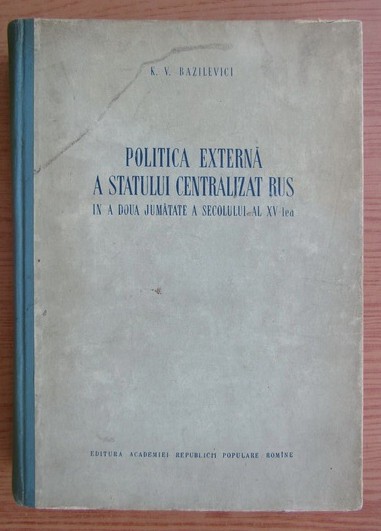 K. V. BAZILEVICI
POLITICA EXTERNĂ
A STATULUI CENTRALIZAT RUS
IN A DOUA JUMĂTATE A SECOLULUI AL XV-lea
EDITURA ACADEMIEI REPUBLICII POPULARE ROMÎNE